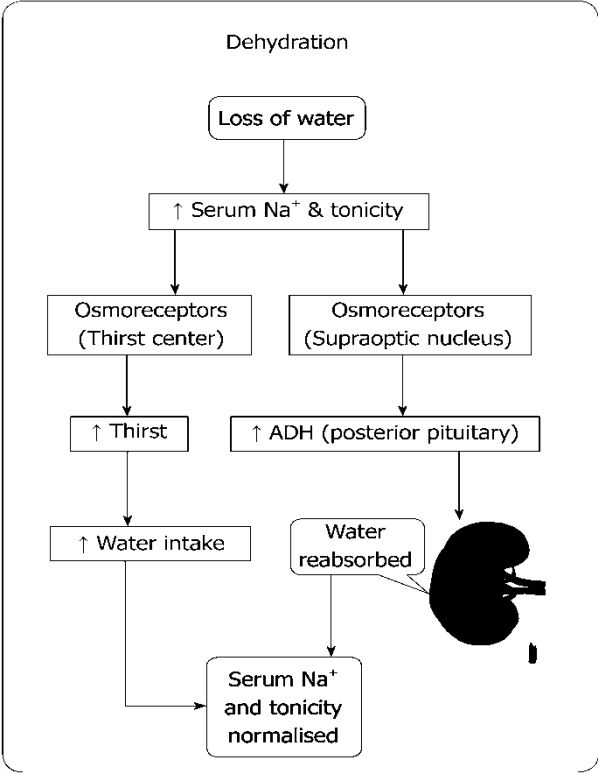 Dehydration
Loss of water
↑ Serum Na⁺ & tonicity
Osmoreceptors
(Thirst center)
Osmoreceptors
(Supraoptic nucleus)
↑ Thirst
↑ ADH (posterior pituitary)
↑ Water intake
Water
reabsorbed
Serum Na⁺
and tonicity
normalised